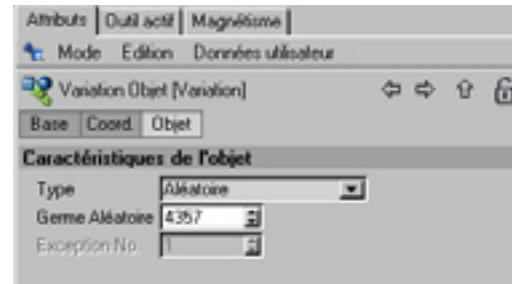 Attributs Outil actif Magnétisme
Mode Edition Données utilisateur
Variation Objet [Variation]
Base Coord. Objet
Caractéristiques de l'objet
Type Aléatoire
Germe Aléatoire 4357
Exception No. 1